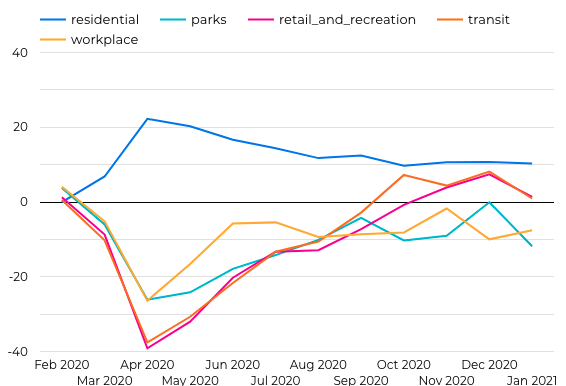 residential parks retail_and_recreation transit
workplace
40
20
0
-20
-40
Feb 2020 Apr 2020 Jun 2020 Aug 2020 Oct 2020 Dec 2020
Mar 2020 May 2020 Jul 2020 Sep 2020 Nov 2020 Jan 2021